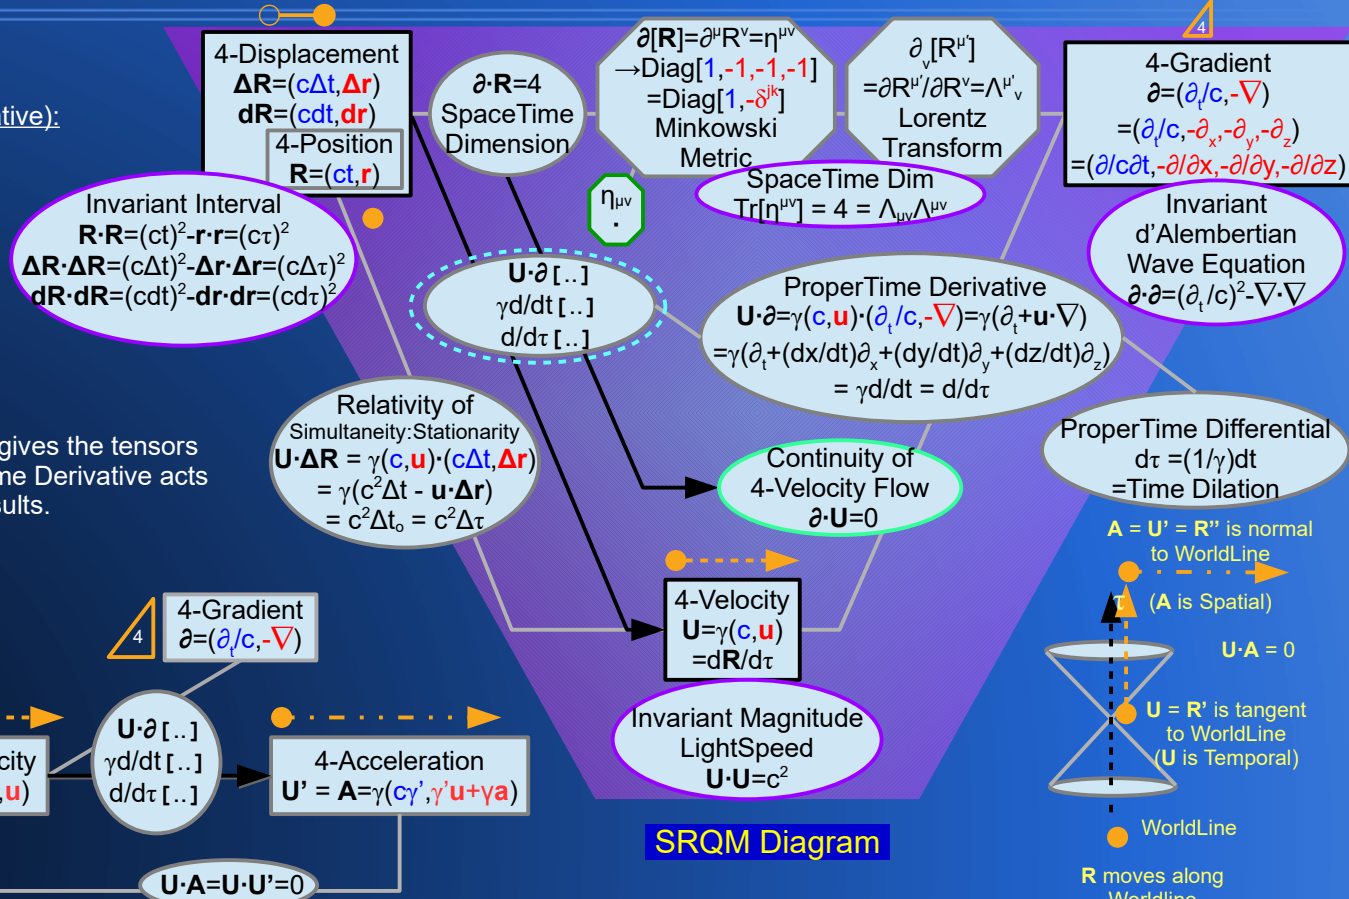 4-Displacement
ΔR=(cΔt,Δr)
dR=(cdt,dr)
4-Position
R=(ct,r)
∂·R=4
SpaceTime
Dimension
∂[R]=∂^μR^ν=η^μν
→Diag[1,-1,-1,-1]
=Diag[1,-δ^jk]
Minkowski
Metric
∂_ν[R^μ']
=∂R^μ'/∂R^ν=Λ^μ'_ν
Lorentz
Transform
4
4-Gradient
∂=(∂_t/c,-∇)
=(∂_t/c,-∂_x,-∂_y,-∂_z)
=(∂/c∂t,-∂/∂x,-∂/∂y,-∂/∂z)
ative):
Invariant Interval
R·R=(ct)²-r·r=(cτ)²
ΔR·ΔR=(cΔt)²-Δr·Δr=(cΔτ)²
dR·dR=(cdt)²-dr·dr=(cdτ)²
η_μν
·
SpaceTime Dim
Tr[η^μν] = 4 = Λ_μνΛ^μν
Invariant
d'Alembertian
Wave Equation
∂·∂=(∂_t/c)²-∇·∇
U·∂[..]
γd/dt[..]
d/dτ[..]
ProperTime Derivative
U·∂=γ(c,u)·(∂_t/c,-∇)=γ(∂_t+u·∇)
=γ(∂_t+(dx/dt)∂_x+(dy/dt)∂_y+(dz/dt)∂_z)
= γd/dt = d/dτ
Relativity of
Simultaneity:Stationarity
U·ΔR = γ(c,u)·(cΔt,Δr)
= γ(c²Δt - u·Δr)
= c²Δt_o = c²Δτ
gives the tensors
me Derivative acts
sults.
Continuity of
4-Velocity Flow
∂·U=0
ProperTime Differential
dτ =(1/γ)dt
=Time Dilation
4-Velocity
U=γ(c,u)
=dR/dτ
Invariant Magnitude
LightSpeed
U·U=c²
SRQM Diagram
4
4-Gradient
∂=(∂_t/c,-∇)
city
,u)
U·∂[..]
γd/dt[..]
d/dτ[..]
4-Acceleration
U' = A=γ(cγ',γ'u+γa)
U·A=U·U'=0
A = U' = R'' is normal
to WorldLine
τ
(A is Spatial)
U·A = 0
U = R' is tangent
to WorldLine
(U is Temporal)
WorldLine
R moves along
Worldline